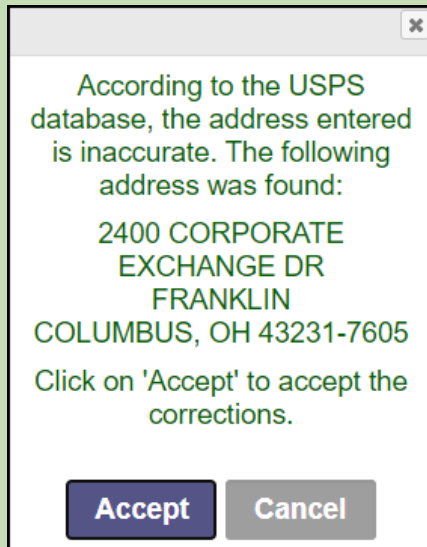 According to the USPS
database, the address entered
is inaccurate. The following
address was found:
2400 CORPORATE
EXCHANGE DR
FRANKLIN
COLUMBUS, OH 43231-7605
Click on 'Accept' to accept the
corrections.
Accept Cancel